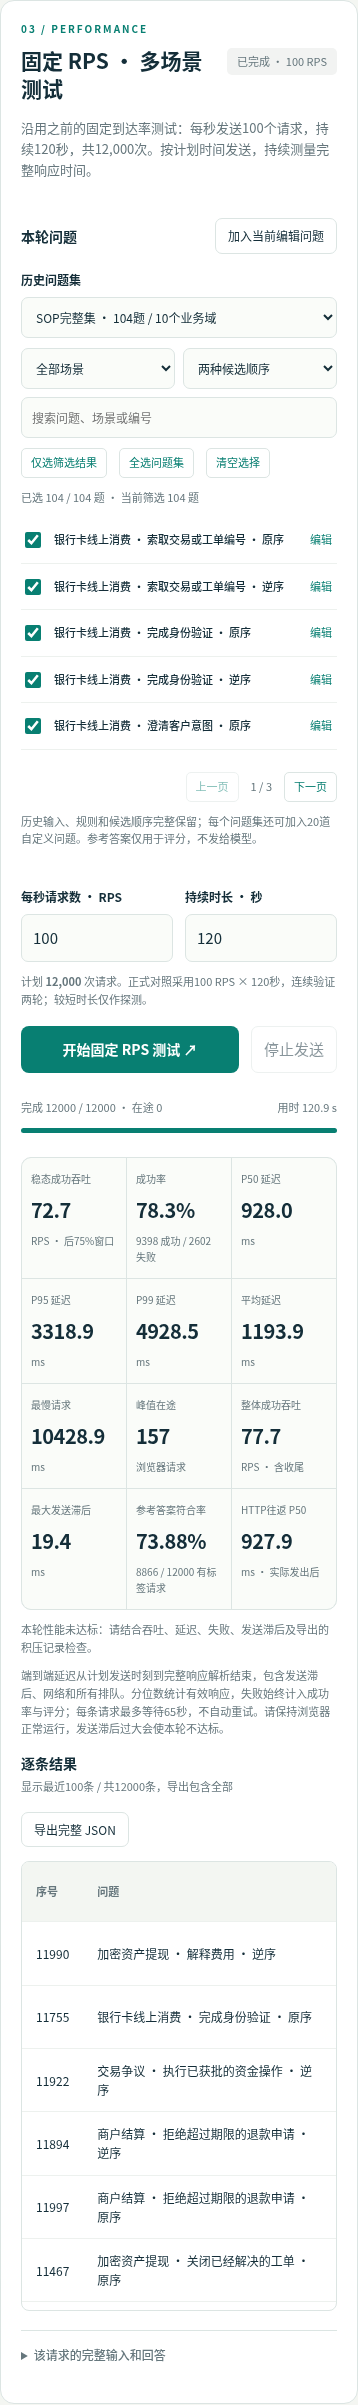 03 / PERFORMANCE
固定 RPS · 多场景
测试
已完成 · 100 RPS
沿用之前的固定到达率测试：每秒发送100个请求，持
续120秒，共12,000次。按计划时间发送，持续测量完
整响应时间。
本轮问题
加入当前编辑问题
历史问题集
SOP完整集 · 104题 / 10个业务域
全部场景
两种候选顺序
搜索问题、场景或编号
仅选筛选结果
全选问题集
清空选择
已选 104 / 104 题 · 当前筛选 104 题
银行卡线上消费 · 索取交易或工单编号 · 原序
编辑
银行卡线上消费 · 索取交易或工单编号 · 逆序
编辑
银行卡线上消费 · 完成身份验证 · 原序
编辑
银行卡线上消费 · 完成身份验证 · 逆序
编辑
银行卡线上消费 · 澄清客户意图 · 原序
编辑
上一页
1 / 3
下一页
历史输入、规则和候选顺序完整保留；每个问题集还可加入20道
自定义问题。参考答案仅用于评分，不发给模型。
每秒请求数 · RPS
持续时长 · 秒
100
120
计划 12,000 次请求。正式对照采用100 RPS × 120秒，连续验证
两轮；较短时长仅作探测。
开始固定 RPS 测试 ↗
停止发送
完成 12000 / 12000 · 在途 0
用时 120.9 s
稳态成功吞吐
72.7
RPS · 后75%窗口
成功率
78.3%
9398 成功 / 2602
失败
P50 延迟
928.0
ms
P95 延迟
3318.9
ms
P99 延迟
4928.5
ms
平均延迟
1193.9
ms
最慢请求
10428.9
ms
峰值在途
157
浏览器请求
整体成功吞吐
77.7
RPS · 含收尾
最大发送滞后
19.4
ms
参考答案符合率
73.88%
8866 / 12000 有标
签请求
HTTP往返 P50
927.9
ms · 实际发出后
本轮性能未达标：请结合吞吐、延迟、失败、发送滞后及导出的
积压记录检查。
端到端延迟从计划发送时刻到完整响应解析结束，包含发送滞
后、网络和所有排队。分位数统计有效响应，失败始终计入成功
率与评分；每条请求最多等待65秒，不自动重试。请保持浏览器
正常运行，发送滞后过大会使本轮不达标。
逐条结果
显示最近100条 / 共12000条，导出包含全部
导出完整 JSON
序号
问题
11990
加密资产提现 · 解释费用 · 逆序
11755
银行卡线上消费 · 完成身份验证 · 原序
11922
交易争议 · 执行已获批的资金操作 · 逆
序
11894
商户结算 · 拒绝超过期限的退款申请 ·
逆序
11997
商户结算 · 拒绝超过期限的退款申请 ·
原序
11467
加密资产提现 · 关闭已经解决的工单 ·
原序
▶ 该请求的完整输入和回答